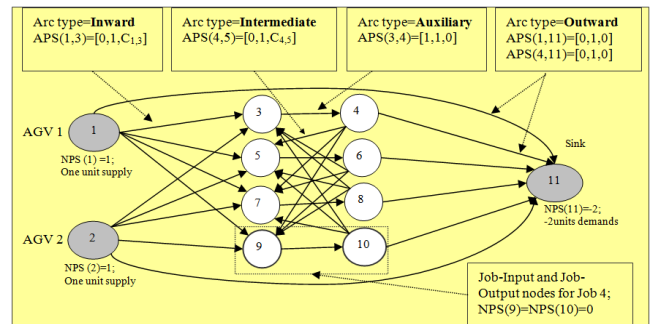 Arc type=Inward
APS(1,3)=[0,1,C1,3]
Arc type=Intermediate
APS(4,5)=[0,1,C4,5]
Arc type=Auxiliary
APS(3,4)=[1,1,0]
Arc type=Outward
APS(1,11)=[0,1,0]
APS(4,11)=[0,1,0]
AGV 1
1
NPS (1) =1;
One unit supply
3
4
5
6
7
8
9
10
Sink
11
NPS(11)=-2;
-2units demands
AGV 2
2
NPS (2)=1;
One unit supply
Job-Input and Job-
Output nodes for Job 4;
NPS(9)=NPS(10)=0